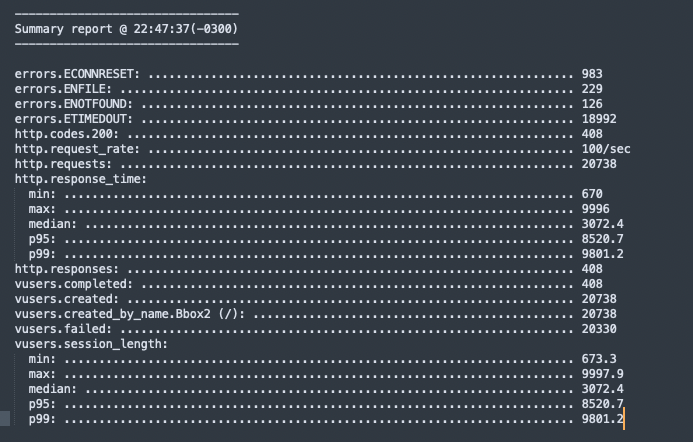 --------------------------------
Summary report @ 22:47:37(-0300)
--------------------------------
errors.ECONNRESET: ............................................................. 983
errors.ENFILE: ................................................................. 229
errors.ENOTFOUND: .............................................................. 126
errors.ETIMEDOUT: .............................................................. 18992
http.codes.200: ................................................................ 408
http.request_rate: ............................................................. 100/sec
http.requests: ................................................................. 20738
http.response_time:
  min: ......................................................................... 670
  max: ......................................................................... 9996
  median: ...................................................................... 3072.4
  p95: ......................................................................... 8520.7
  p99: ......................................................................... 9801.2
http.responses: ................................................................ 408
vusers.completed: .............................................................. 408
vusers.created: ................................................................ 20738
vusers.created_by_name.Bbox2 (/): .............................................. 20738
vusers.failed: ................................................................. 20330
vusers.session_length:
  min: ......................................................................... 673.3
  max: ......................................................................... 9997.9
  median: ...................................................................... 3072.4
  p95: ......................................................................... 8520.7
  p99: ......................................................................... 9801.2